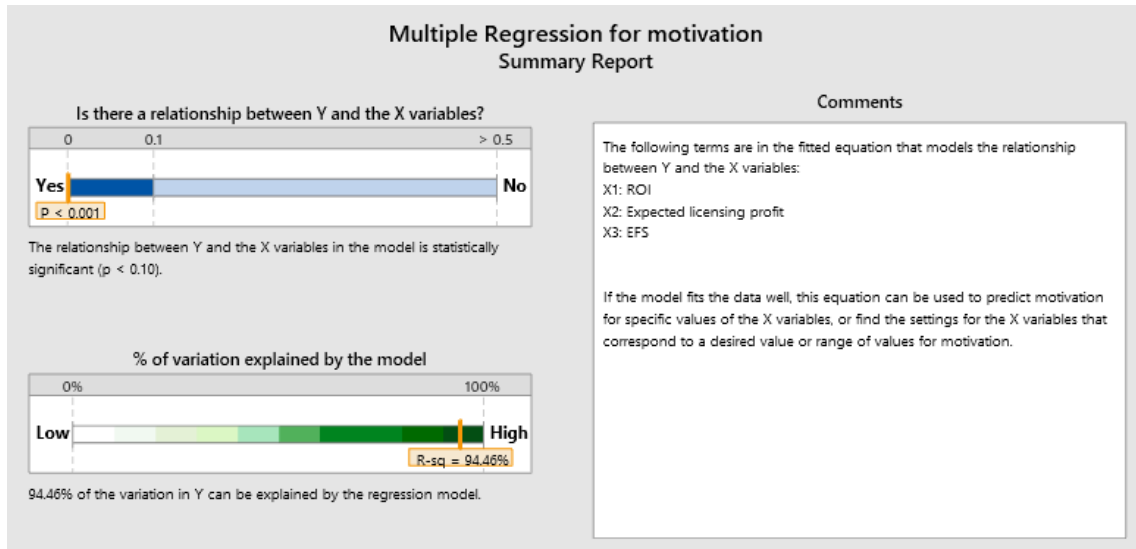 Multiple Regression for motivation
Summary Report
Is there a relationship between Y and the X variables?
0 0.1 > 0.5
Yes No
P < 0.001
The relationship between Y and the X variables in the model is statistically
significant (p < 0.10).
% of variation explained by the model
0% 100%
Low High
R-sq = 94.46%
94.46% of the variation in Y can be explained by the regression model.
Comments
The following terms are in the fitted equation that models the relationship
between Y and the X variables:
X1: ROI
X2: Expected licensing profit
X3: EFS
If the model fits the data well, this equation can be used to predict motivation
for specific values of the X variables, or find the settings for the X variables that
correspond to a desired value or range of values for motivation.